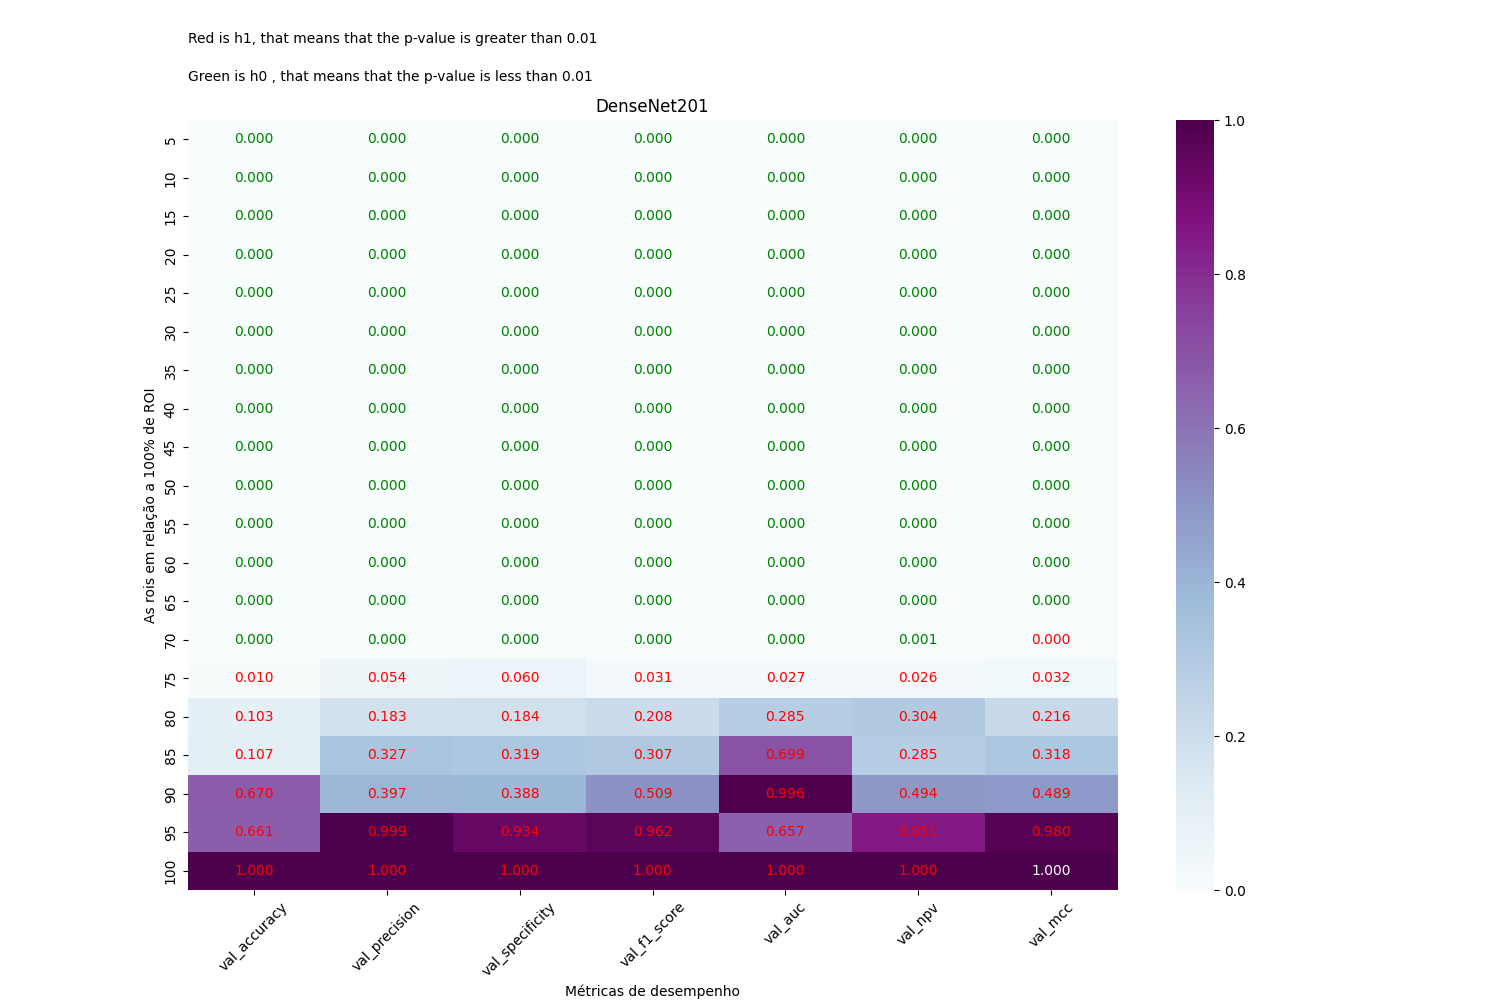 Red is h1, that means that the p-value is greater than 0.01
Green is h0 , that means that the p-value is less than 0.01
DenseNet201
As rois em relação a 100% de ROI
5 0.000 0.000 0.000 0.000 0.000 0.000 0.000
10 0.000 0.000 0.000 0.000 0.000 0.000 0.000
15 0.000 0.000 0.000 0.000 0.000 0.000 0.000
20 0.000 0.000 0.000 0.000 0.000 0.000 0.000
25 0.000 0.000 0.000 0.000 0.000 0.000 0.000
30 0.000 0.000 0.000 0.000 0.000 0.000 0.000
35 0.000 0.000 0.000 0.000 0.000 0.000 0.000
40 0.000 0.000 0.000 0.000 0.000 0.000 0.000
45 0.000 0.000 0.000 0.000 0.000 0.000 0.000
50 0.000 0.000 0.000 0.000 0.000 0.000 0.000
55 0.000 0.000 0.000 0.000 0.000 0.000 0.000
60 0.000 0.000 0.000 0.000 0.000 0.000 0.000
65 0.000 0.000 0.000 0.000 0.000 0.000 0.000
70 0.000 0.000 0.000 0.000 0.000 0.001 0.000
75 0.010 0.054 0.060 0.031 0.027 0.026 0.032
80 0.103 0.183 0.184 0.208 0.285 0.304 0.216
85 0.107 0.327 0.319 0.307 0.699 0.285 0.318
90 0.670 0.397 0.388 0.509 0.996 0.494 0.489
95 0.661 0.999 0.934 0.962 0.657 0.851 0.980
100 1.000 1.000 1.000 1.000 1.000 1.000 1.000
val_accuracy val_precision val_specificity val_f1_score val_auc val_npv val_mcc
Métricas de desempenho
1.0
0.8
0.6
0.4
0.2
0.0